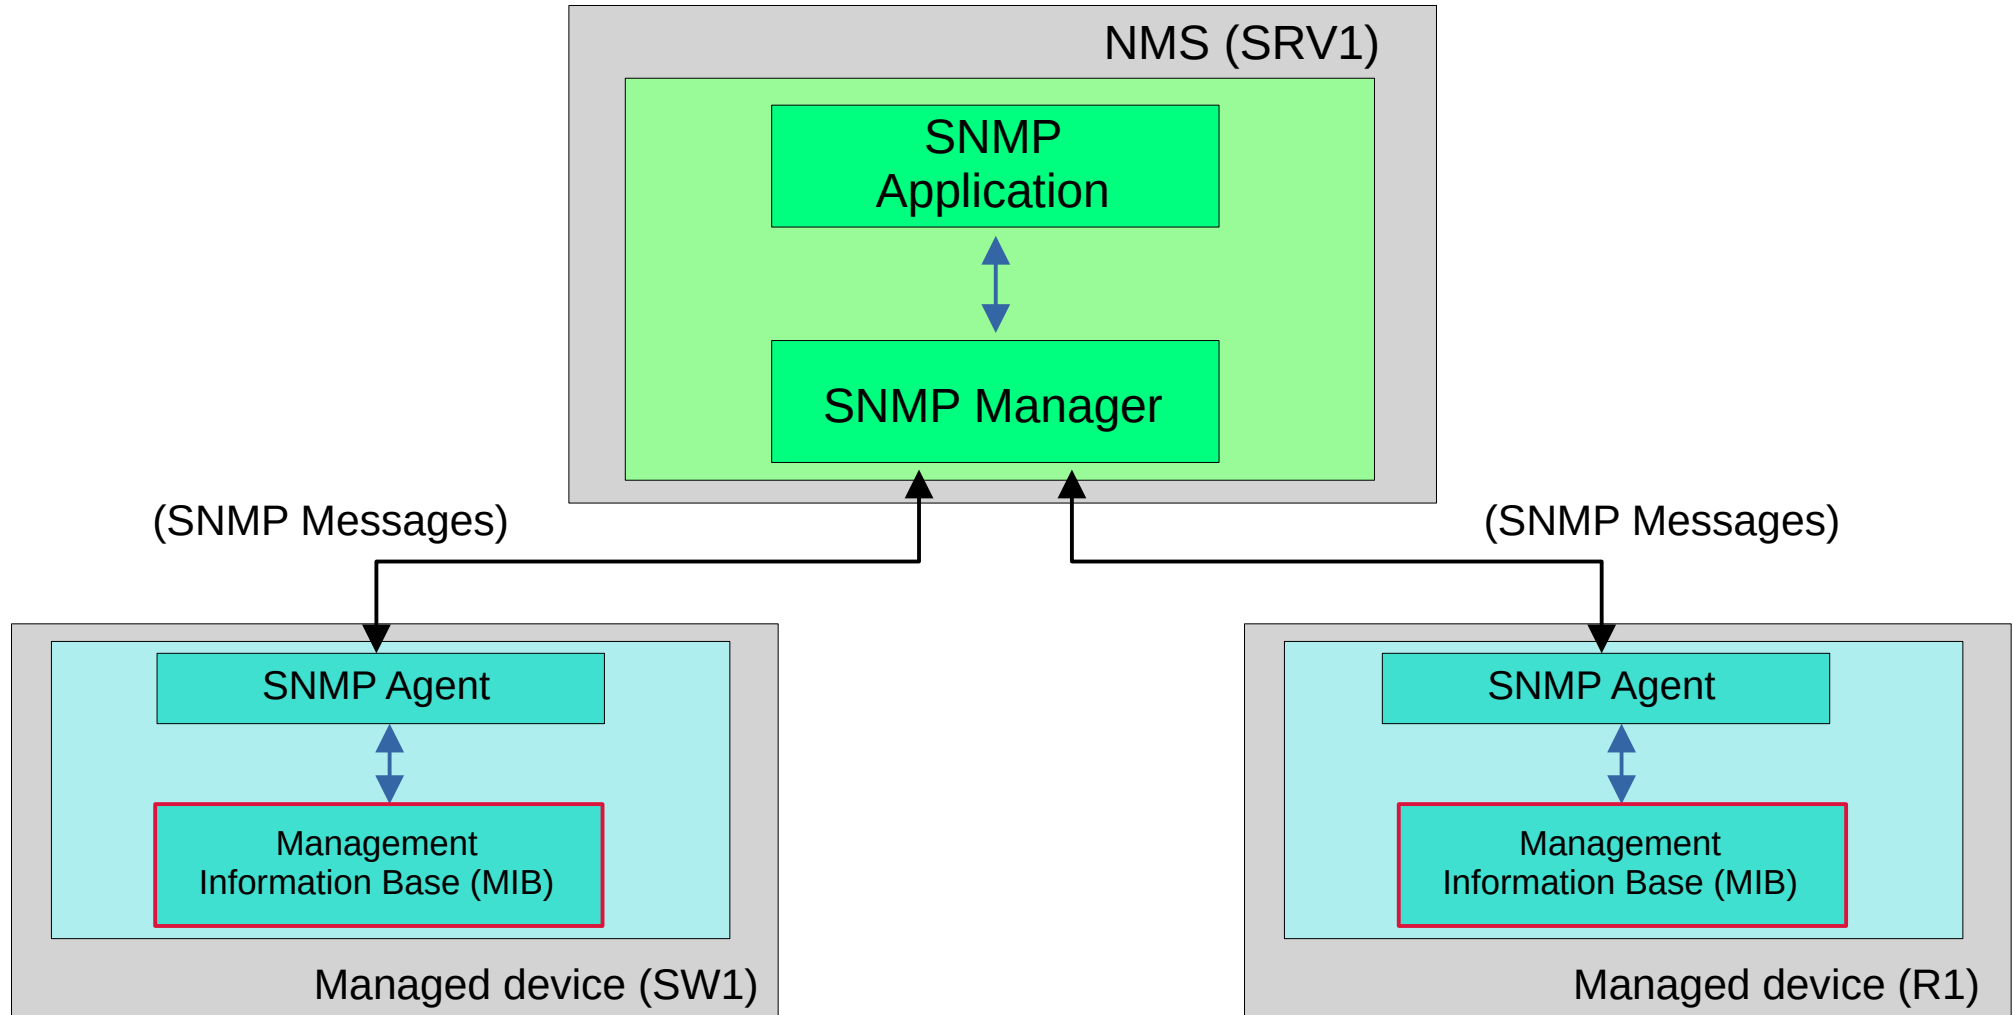 NMS (SRV1)
SNMP
Application
SNMP Manager
(SNMP Messages)
(SNMP Messages)
SNMP Agent
Management
Information Base (MIB)
Managed device (SW1)
SNMP Agent
Management
Information Base (MIB)
Managed device (R1)